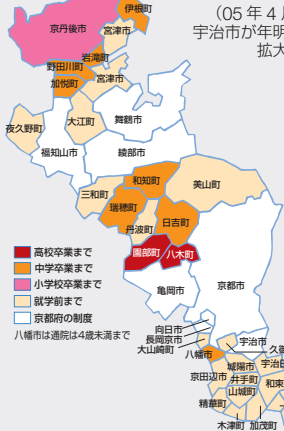 (05年4月
宇治市が年明
拡大
伊根町
京丹後市
宮津市
岩滝町
野田川町
宮津市
加悦町
大江町
舞鶴市
夜久野町
福知山市
綾部市
和知町
美山町
三和町
瑞穂町
日吉町
丹波町
園部町
八木町
京都市
亀岡市
高校卒業まで
中学卒業まで
小学校卒業まで
就学前まで
京都府の制度
八幡市は通院は4歳未満まで
向日市
長岡京市
大山崎町
宇治市
八幡市
久御
城陽市
宇治田
京田辺市
井手町
和束
山城町
精華町
木津町
加茂町